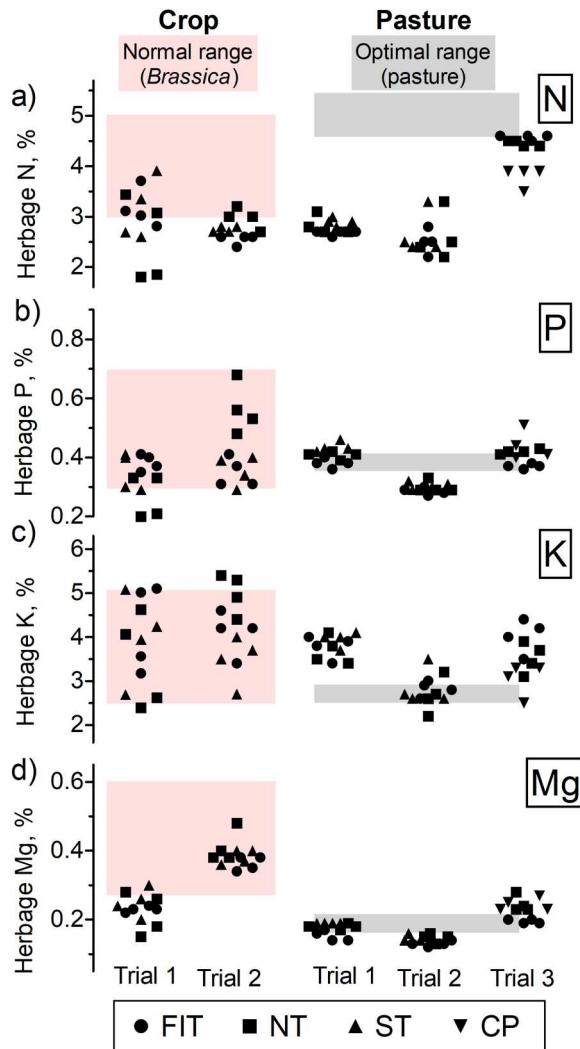 Crop Pasture
Normal range Optimal range
(Brassica) (pasture)
a) N
5
4
3
2
Herbage N, %
b) P
0.8
0.6
0.4
0.2
Herbage P, %
c) K
6
5
4
3
2
Herbage K, %
d) Mg
0.6
0.4
0.2
Herbage Mg, %
Trial 1 Trial 2 Trial 1 Trial 2 Trial 3
FIT NT ST CP